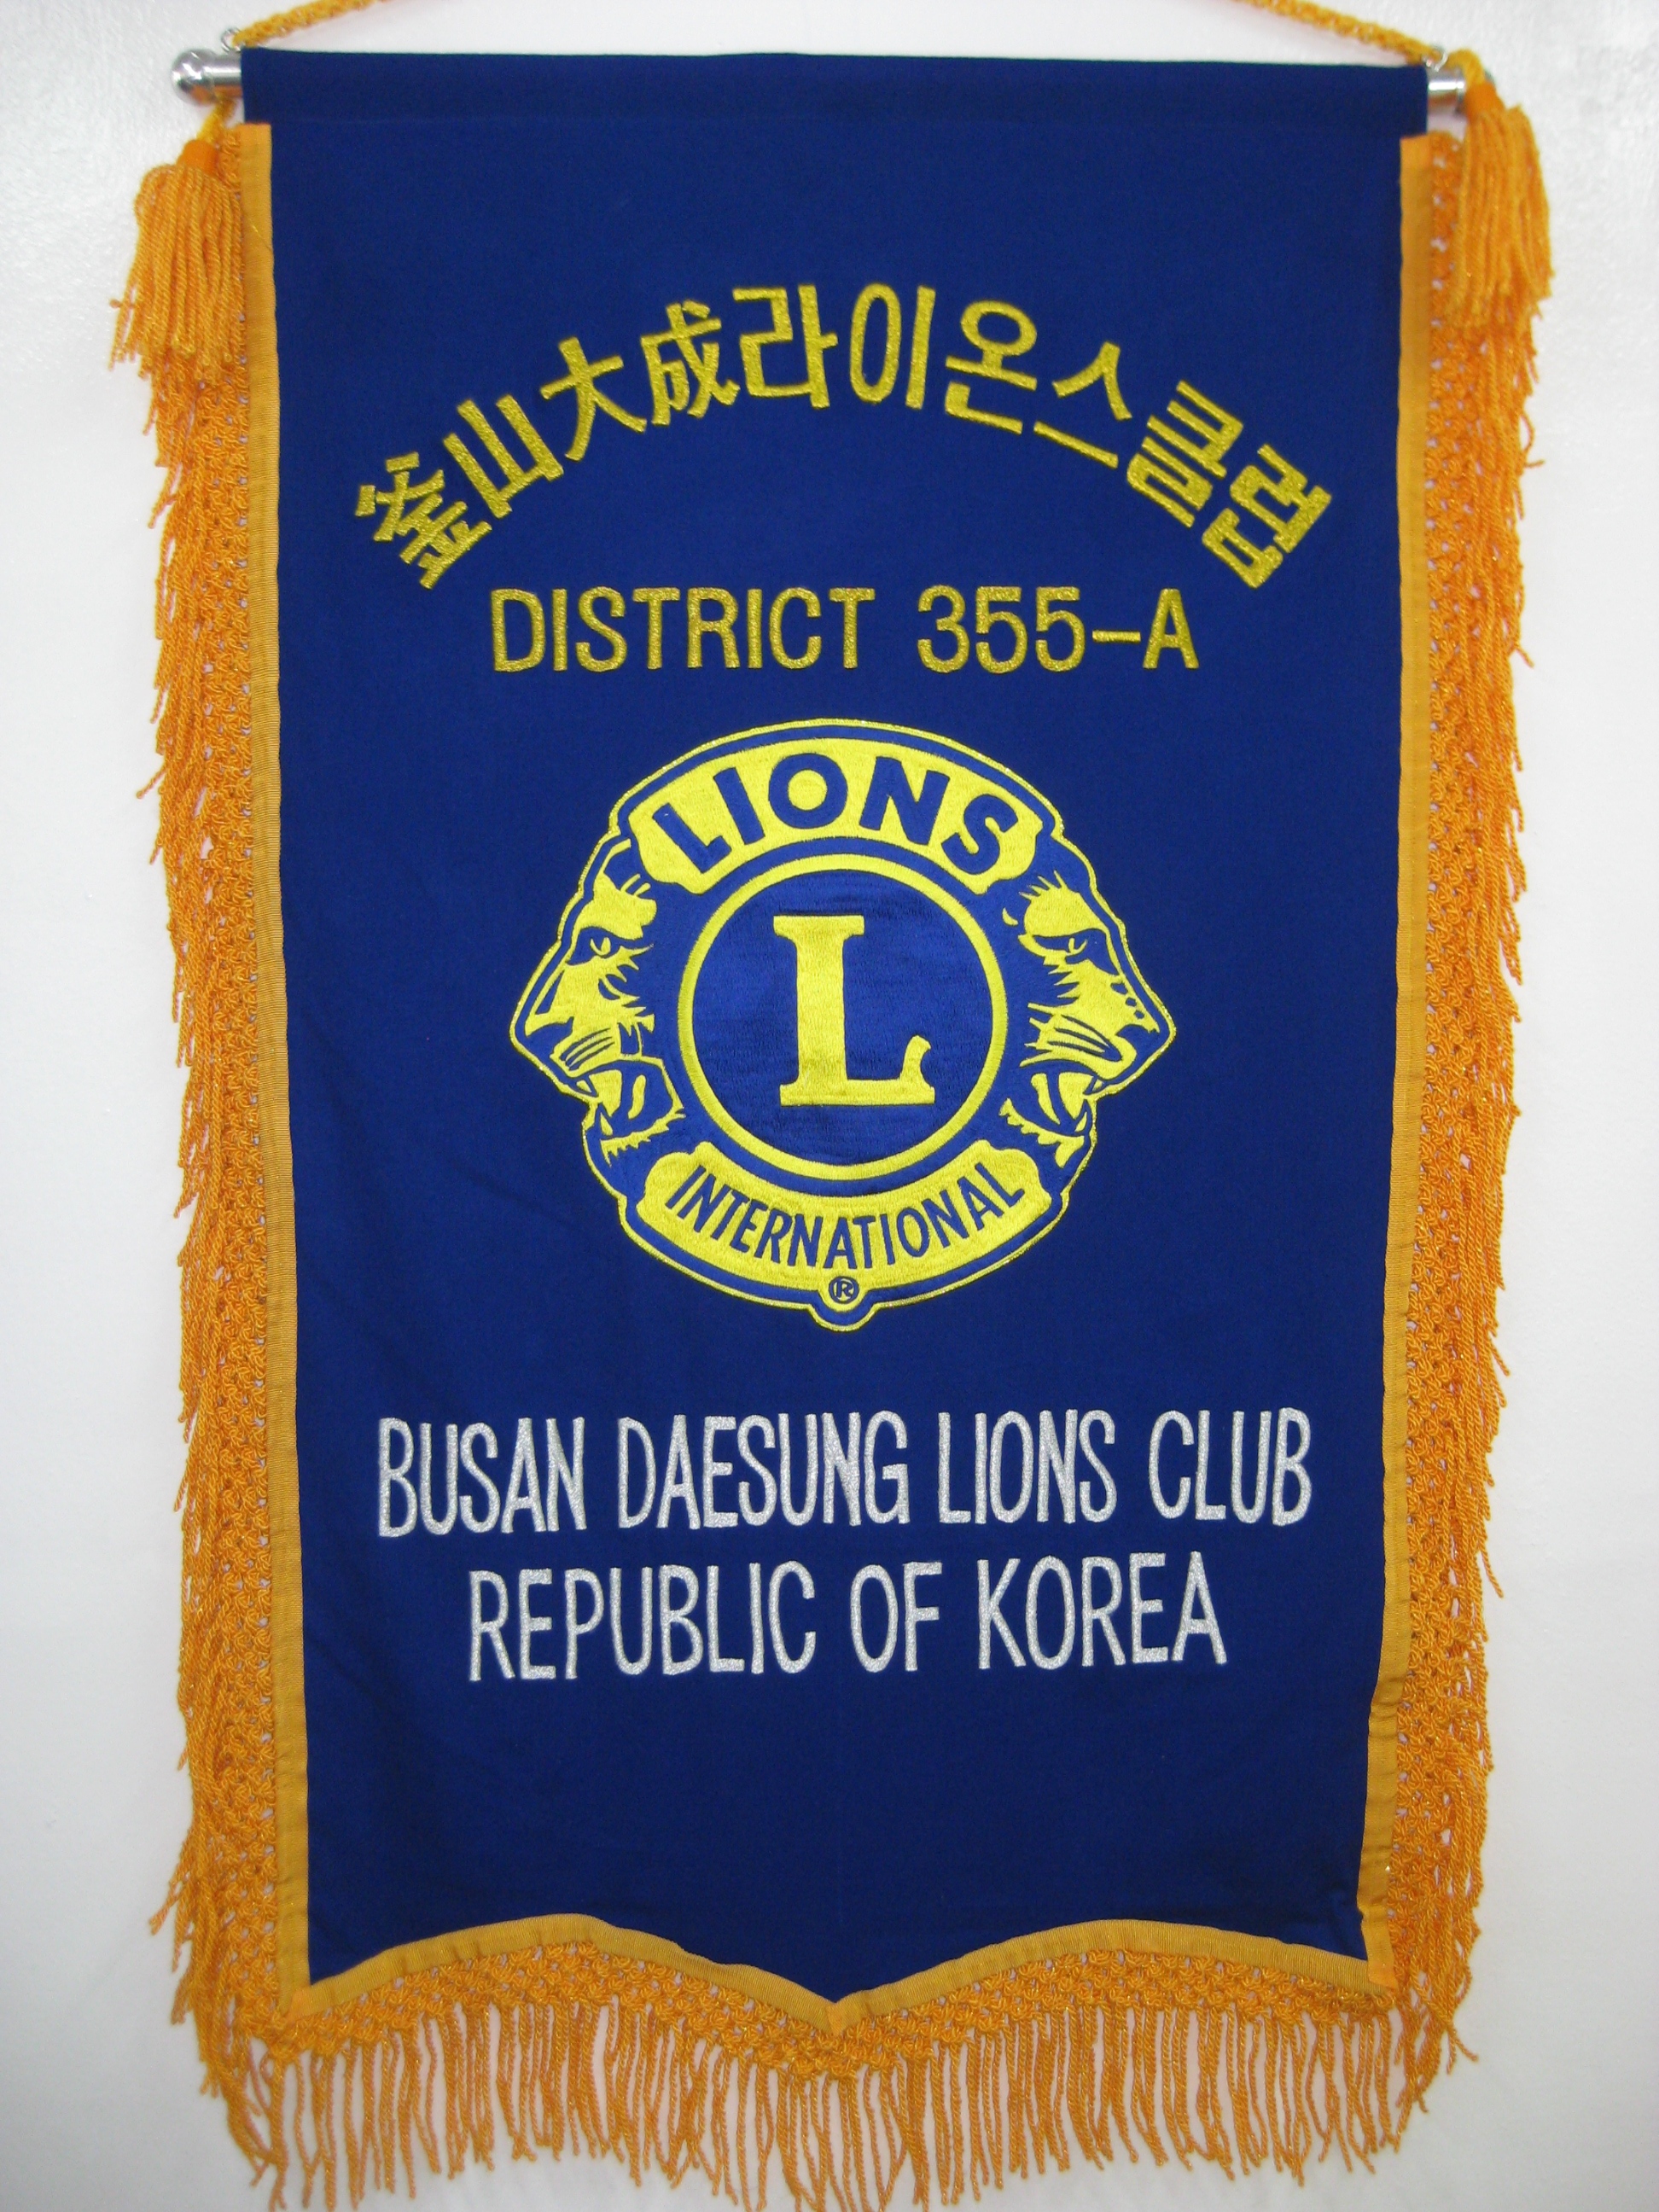 釜山大成라이온스클럽
DISTRICT 355-A
LIONS
L
INTERNATIONAL
®
BUSAN DAESUNG LIONS CLUB
REPUBLIC OF KOREA